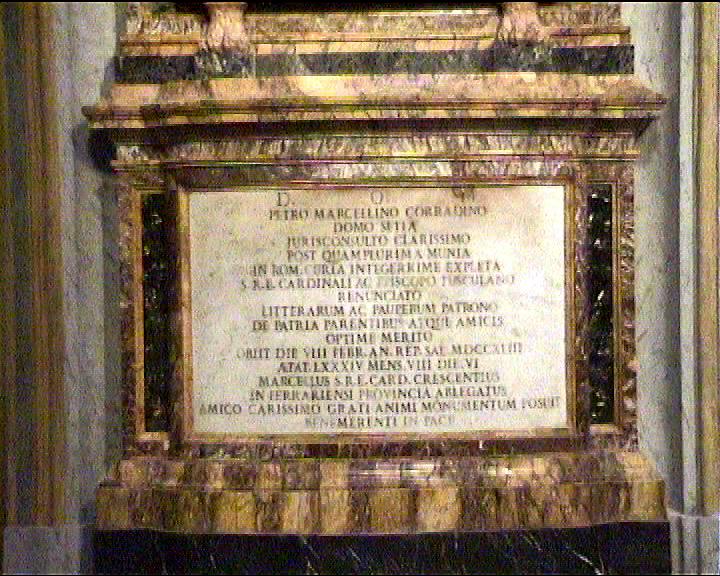 D. O. M
PETRO MARCELLINO CORRADINO
DOMO SETIA
JURISCONSULTO CLARISSIMO
POST QUAMPLURIMA MUNIA
IN ROM. CURIA INTEGERRIME EXPLETA
S.R.E. CARDINALI AC EPISCOPO TUSCULANO
RENUNCIATO
LITTERARUM AC PAUPERUM PATRONO
DE PATRIA PARENTIBUS ATQUE AMICIS
OPTIME MERITO
OBIIT DIE VIII FEBR. AN. REP. SAL. MDCCXLIII
ÆTAT. LXXXIV MENS. VIII DIE. VI
MARCELLUS S.R.E. CARD. CRESCENTIUS
IN FERRARIENSI PROVINCIA ABLEGATUS
AMICO CARISSIMO GRATI ANIMI MONUMENTUM POSUIT
BENEMERENTI IN PACE